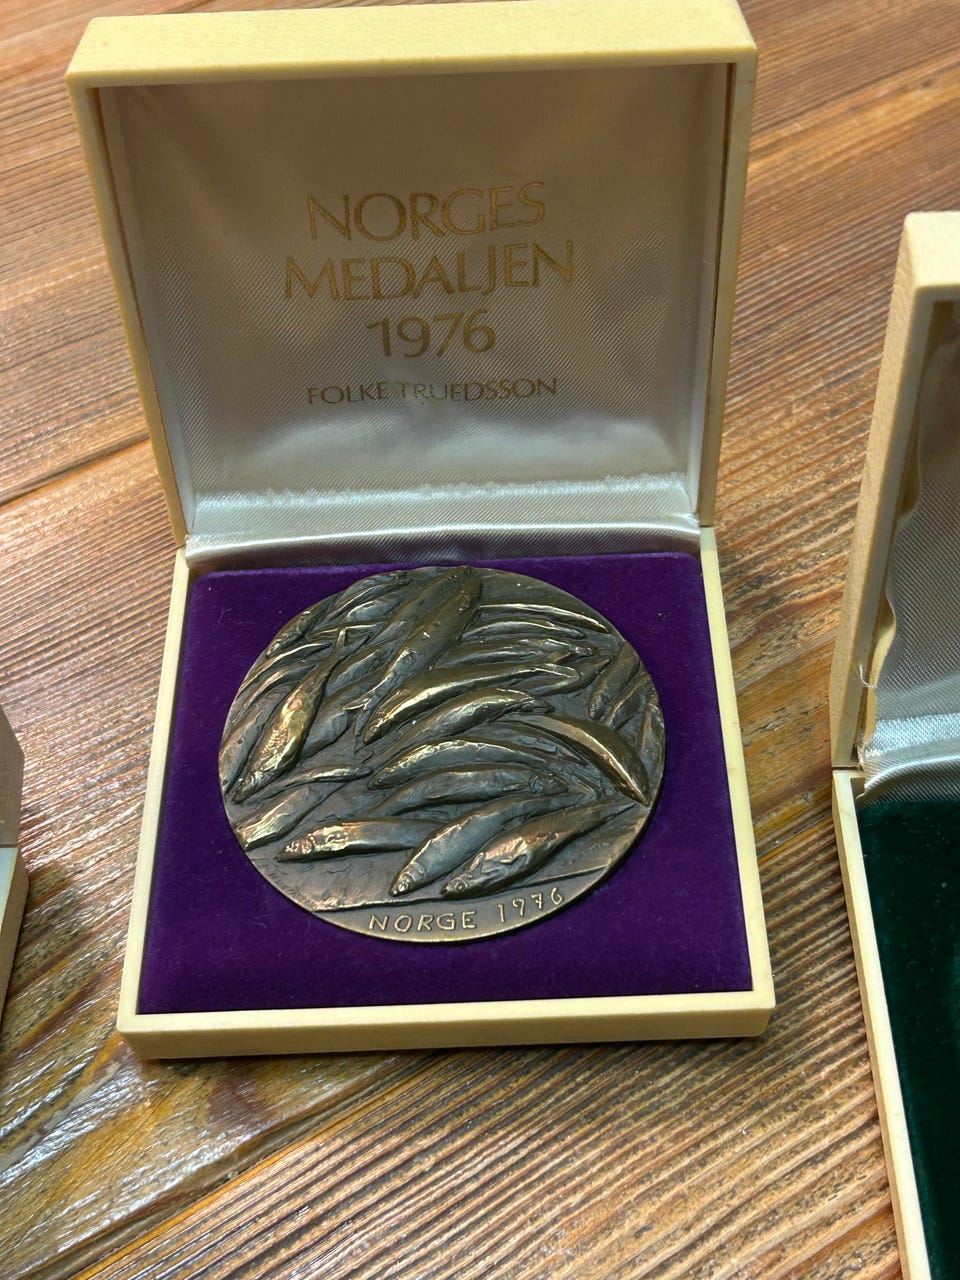 NORGES
MEDALJEN
1976
FOLKE TRUEDSSON
NORGE 1976